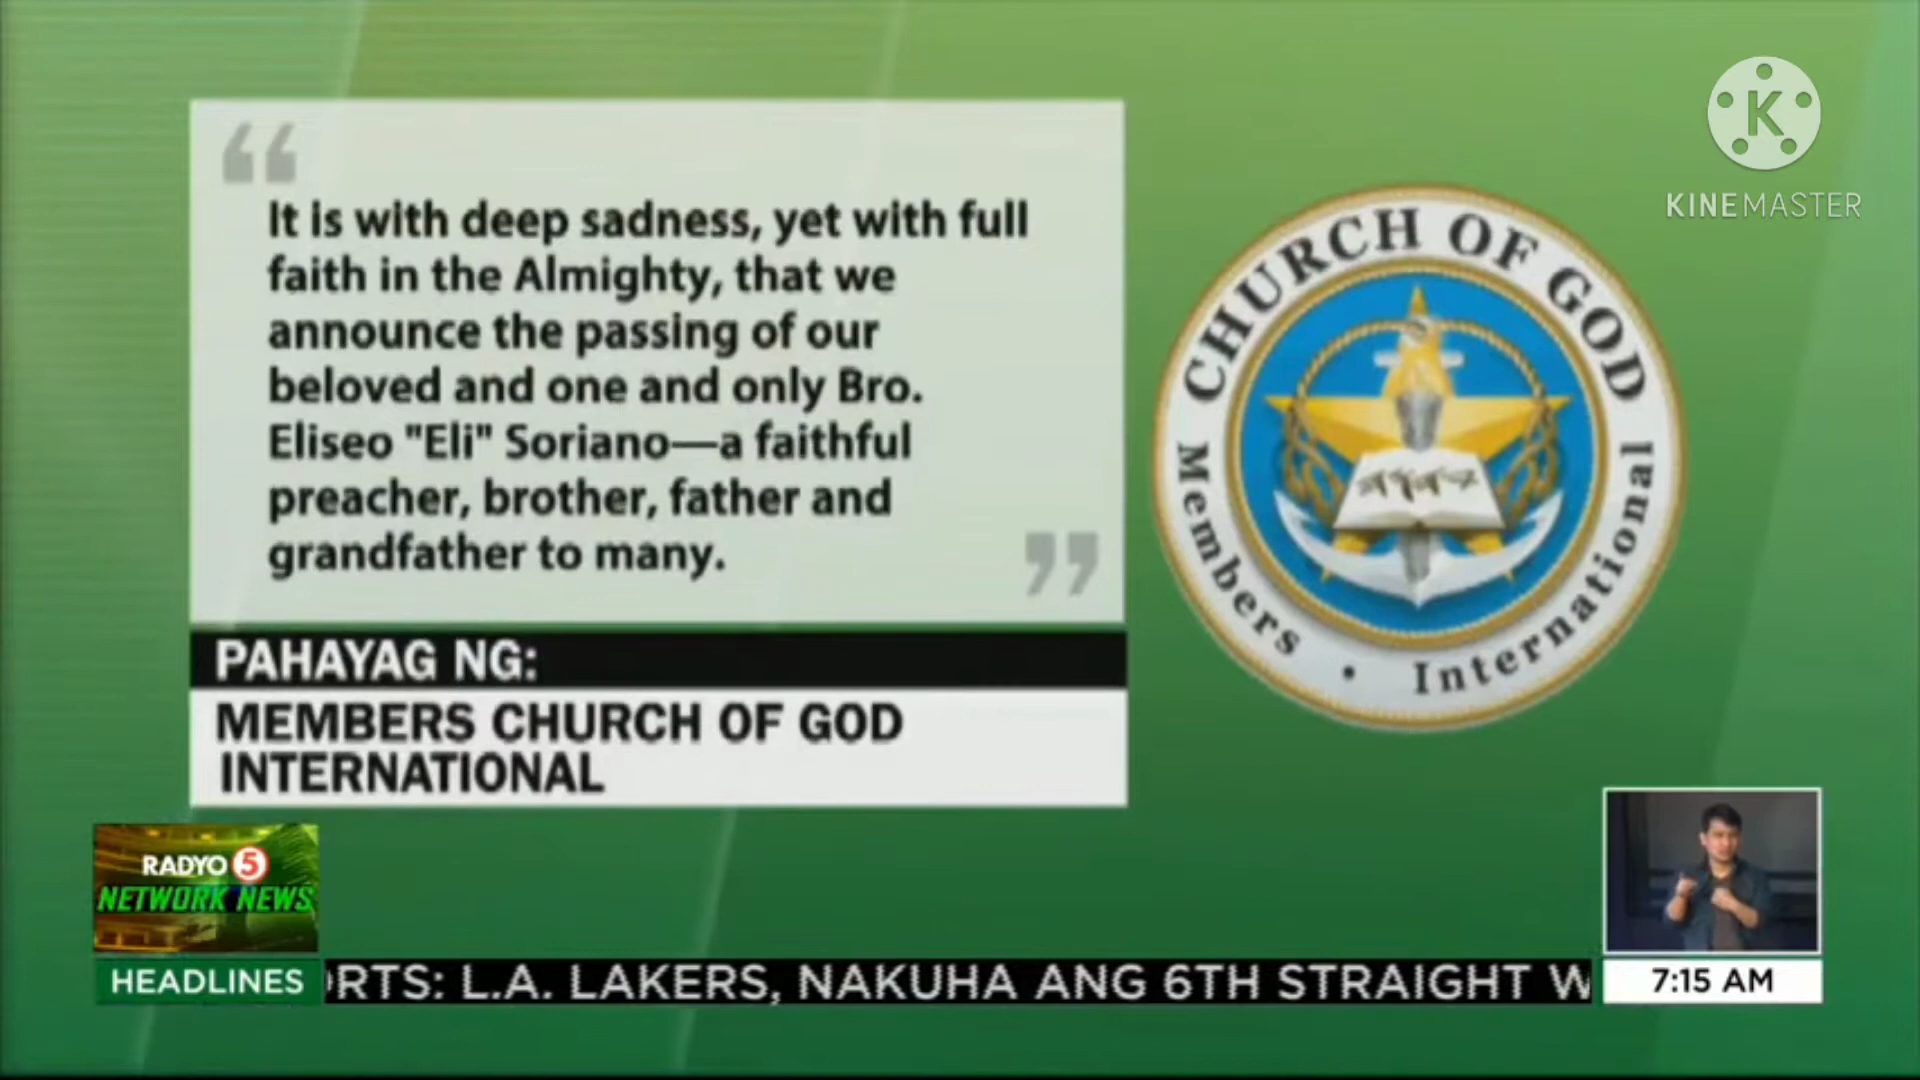 KINEMASTER
“
It is with deep sadness, yet with full
faith in the Almighty, that we
announce the passing of our
beloved and one and only Bro.
Eliseo "Eli" Soriano—a faithful
preacher, brother, father and
grandfather to many.
”
PAHAYAG NG:
MEMBERS CHURCH OF GOD
INTERNATIONAL
CHURCH OF GOD
Members • International
RADYO 5
NETWORK NEWS
HEADLINES
RTS: L.A. LAKERS, NAKUHA ANG 6TH STRAIGHT W
7:15 AM